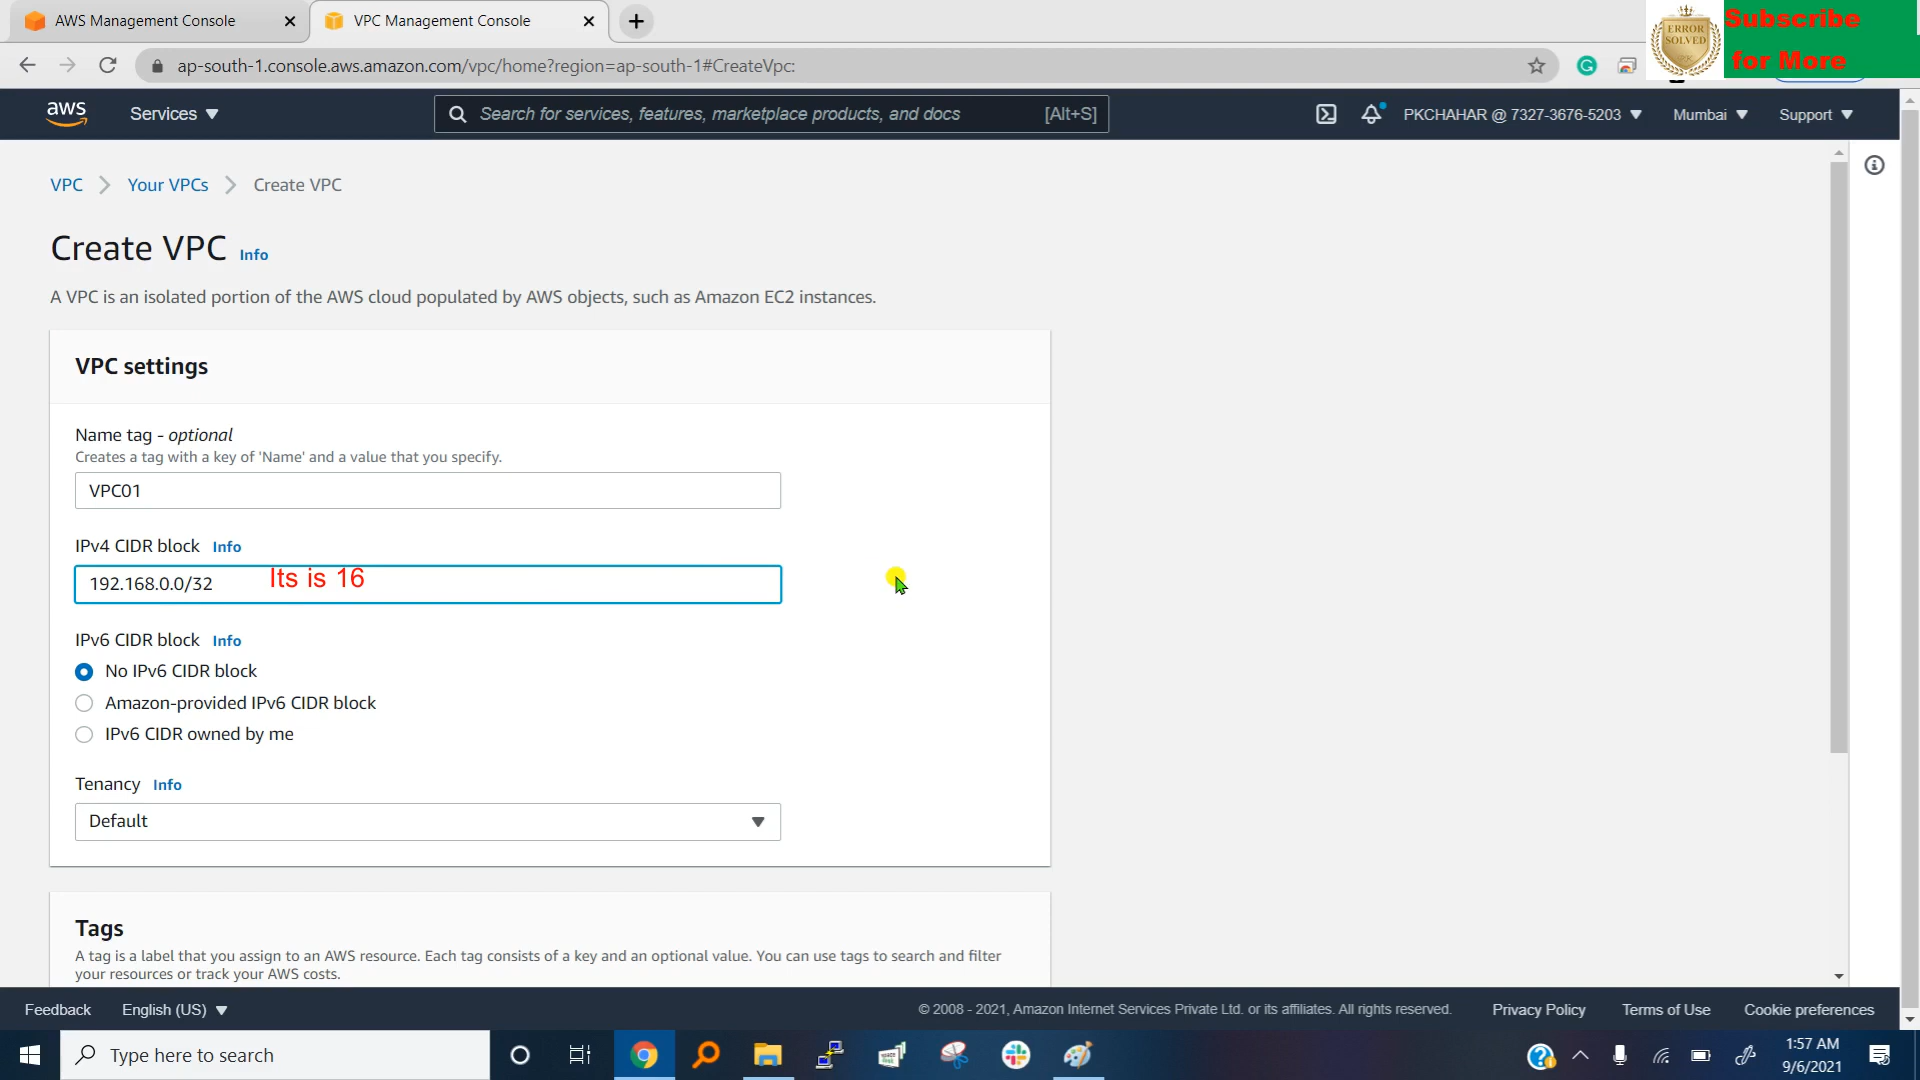 AWS Management Console
VPC Management Console
ERROR
SOLVED
Subscribe
for More
ap-south-1.console.aws.amazon.com/vpc/home?region=ap-south-1#CreateVpc:
aws
Services
Search for services, features, marketplace products, and docs
[Alt+S]
PKCHAHAR @ 7327-3676-5203
Mumbai
Support
VPC
Your VPCs
Create VPC
Create VPC Info
A VPC is an isolated portion of the AWS cloud populated by AWS objects, such as Amazon EC2 instances.
VPC settings
Name tag - optional
Creates a tag with a key of 'Name' and a value that you specify.
VPC01
IPv4 CIDR block Info
192.168.0.0/32
Its is 16
IPv6 CIDR block Info
No IPv6 CIDR block
Amazon-provided IPv6 CIDR block
IPv6 CIDR owned by me
Tenancy Info
Default
Tags
A tag is a label that you assign to an AWS resource. Each tag consists of a key and an optional value. You can use tags to search and filter
your resources or track your AWS costs.
Feedback
English (US)
© 2008 - 2021, Amazon Internet Services Private Ltd. or its affiliates. All rights reserved.
Privacy Policy
Terms of Use
Cookie preferences
Type here to search
1:57 AM
9/6/2021